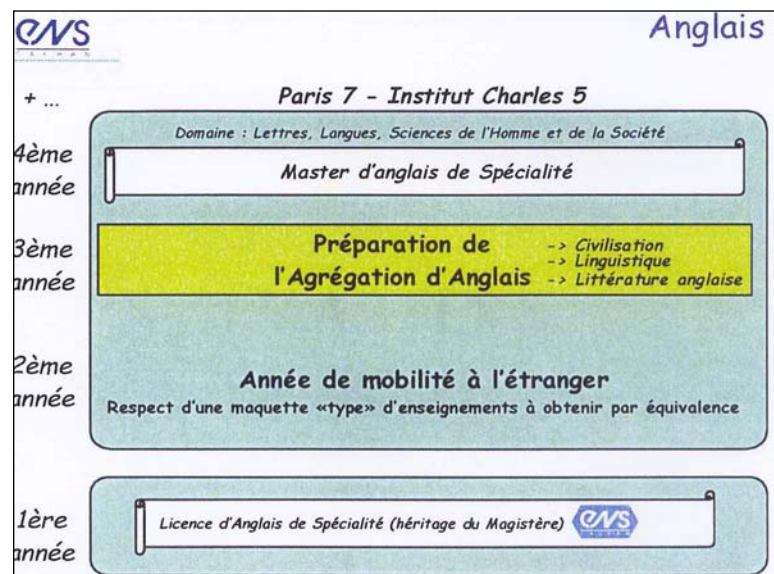 ENS
CACHAN
Anglais
+ ...
Paris 7 - Institut Charles 5
Domaine : Lettres, Langues, Sciences de l'Homme et de la Société
4ème
année
Master d'anglais de Spécialité
3ème
année
Préparation de
l'Agrégation d'Anglais
-> Civilisation
-> Linguistique
-> Littérature anglaise
2ème
année
Année de mobilité à l'étranger
Respect d'une maquette «type» d'enseignements à obtenir par équivalence
1ère
année
Licence d'Anglais de Spécialité (héritage du Magistère)
ENS
CACHAN